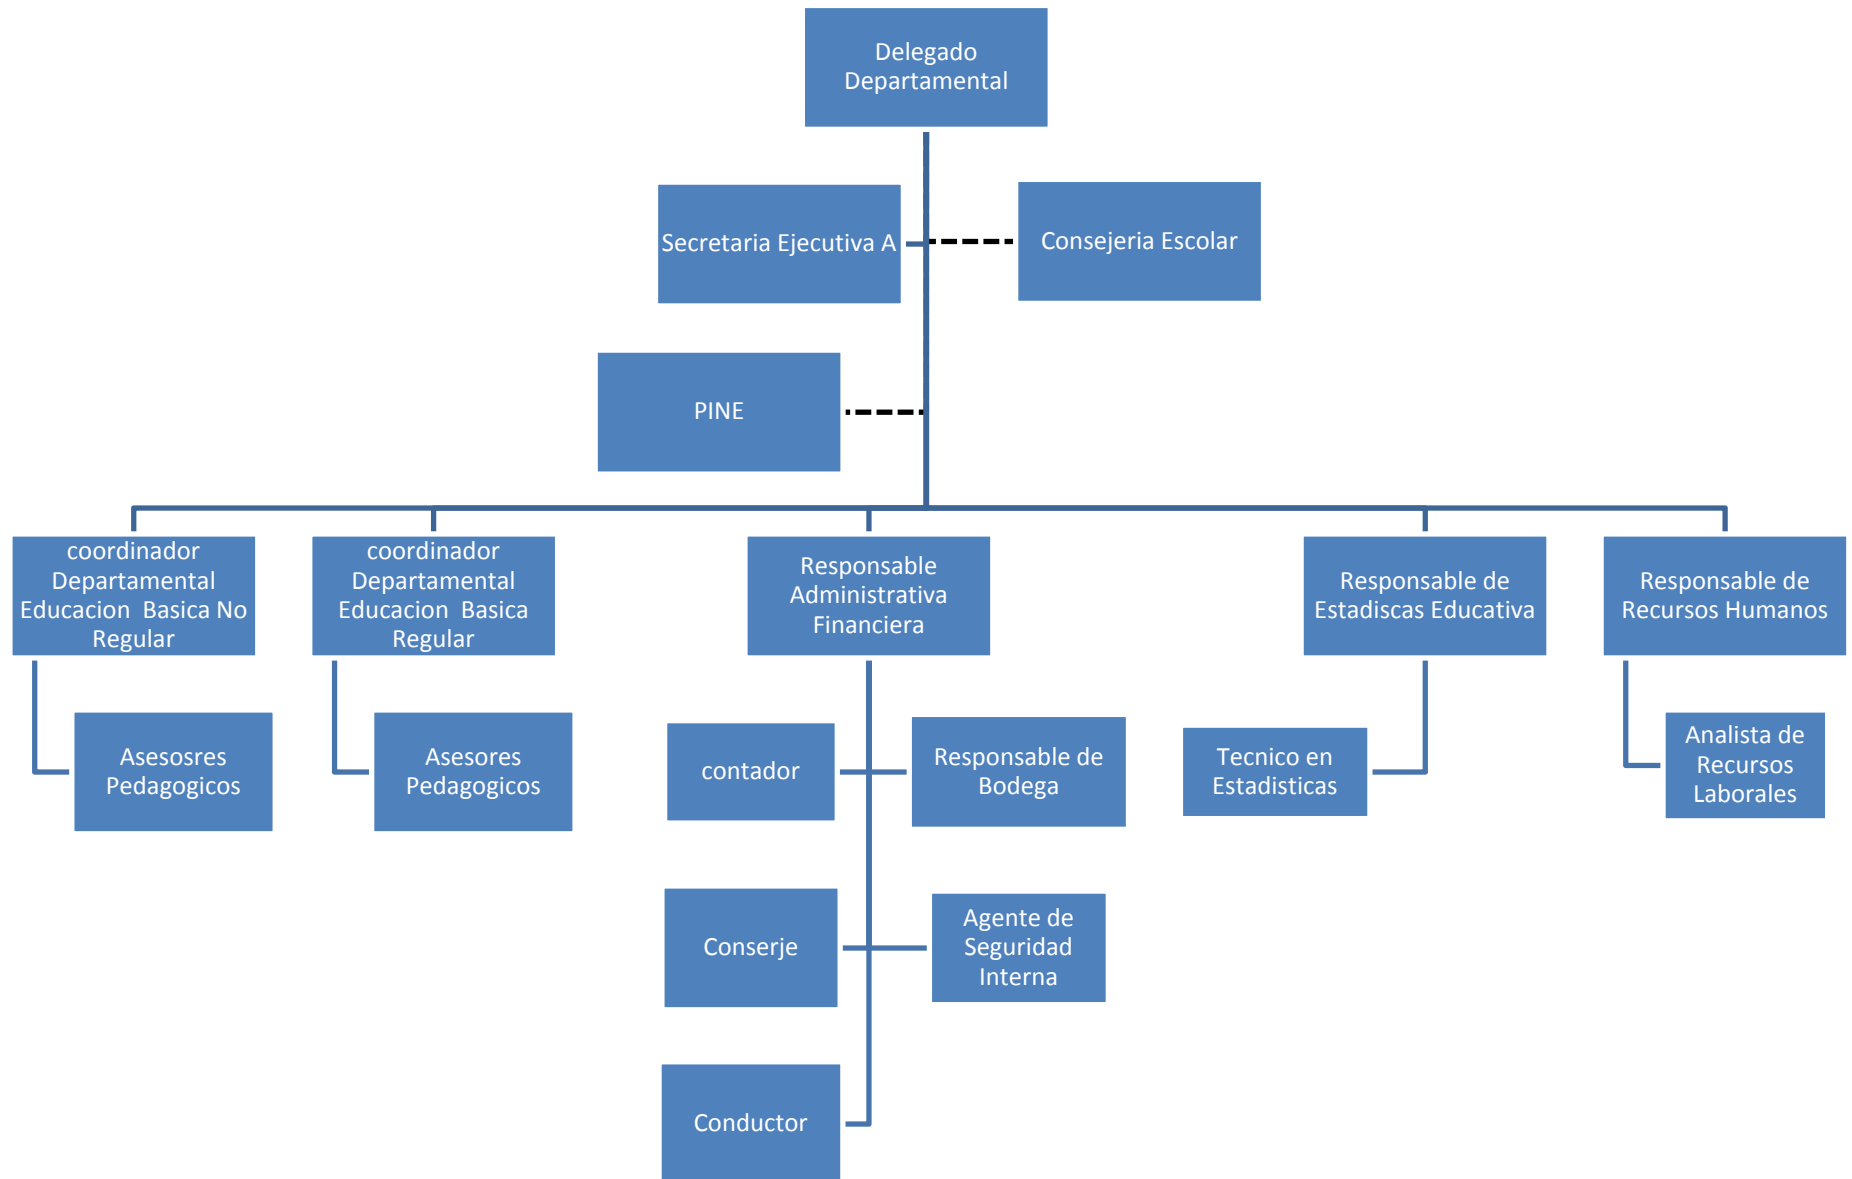 Delegado
Departamental
Secretaria Ejecutiva A
Consejeria Escolar
PINE
coordinador
Departamental
Educacion  Basica No
Regular
coordinador
Departamental
Educacion  Basica
Regular
Responsable
Administrativa
Financiera
Responsable de
Estadiscas Educativa
Responsable de
Recursos Humanos
Asesosres
Pedagogicos
Asesores
Pedagogicos
contador
Responsable de
Bodega
Tecnico en
Estadisticas
Analista de
Recursos
Laborales
Conserje
Agente de
Seguridad
Interna
Conductor